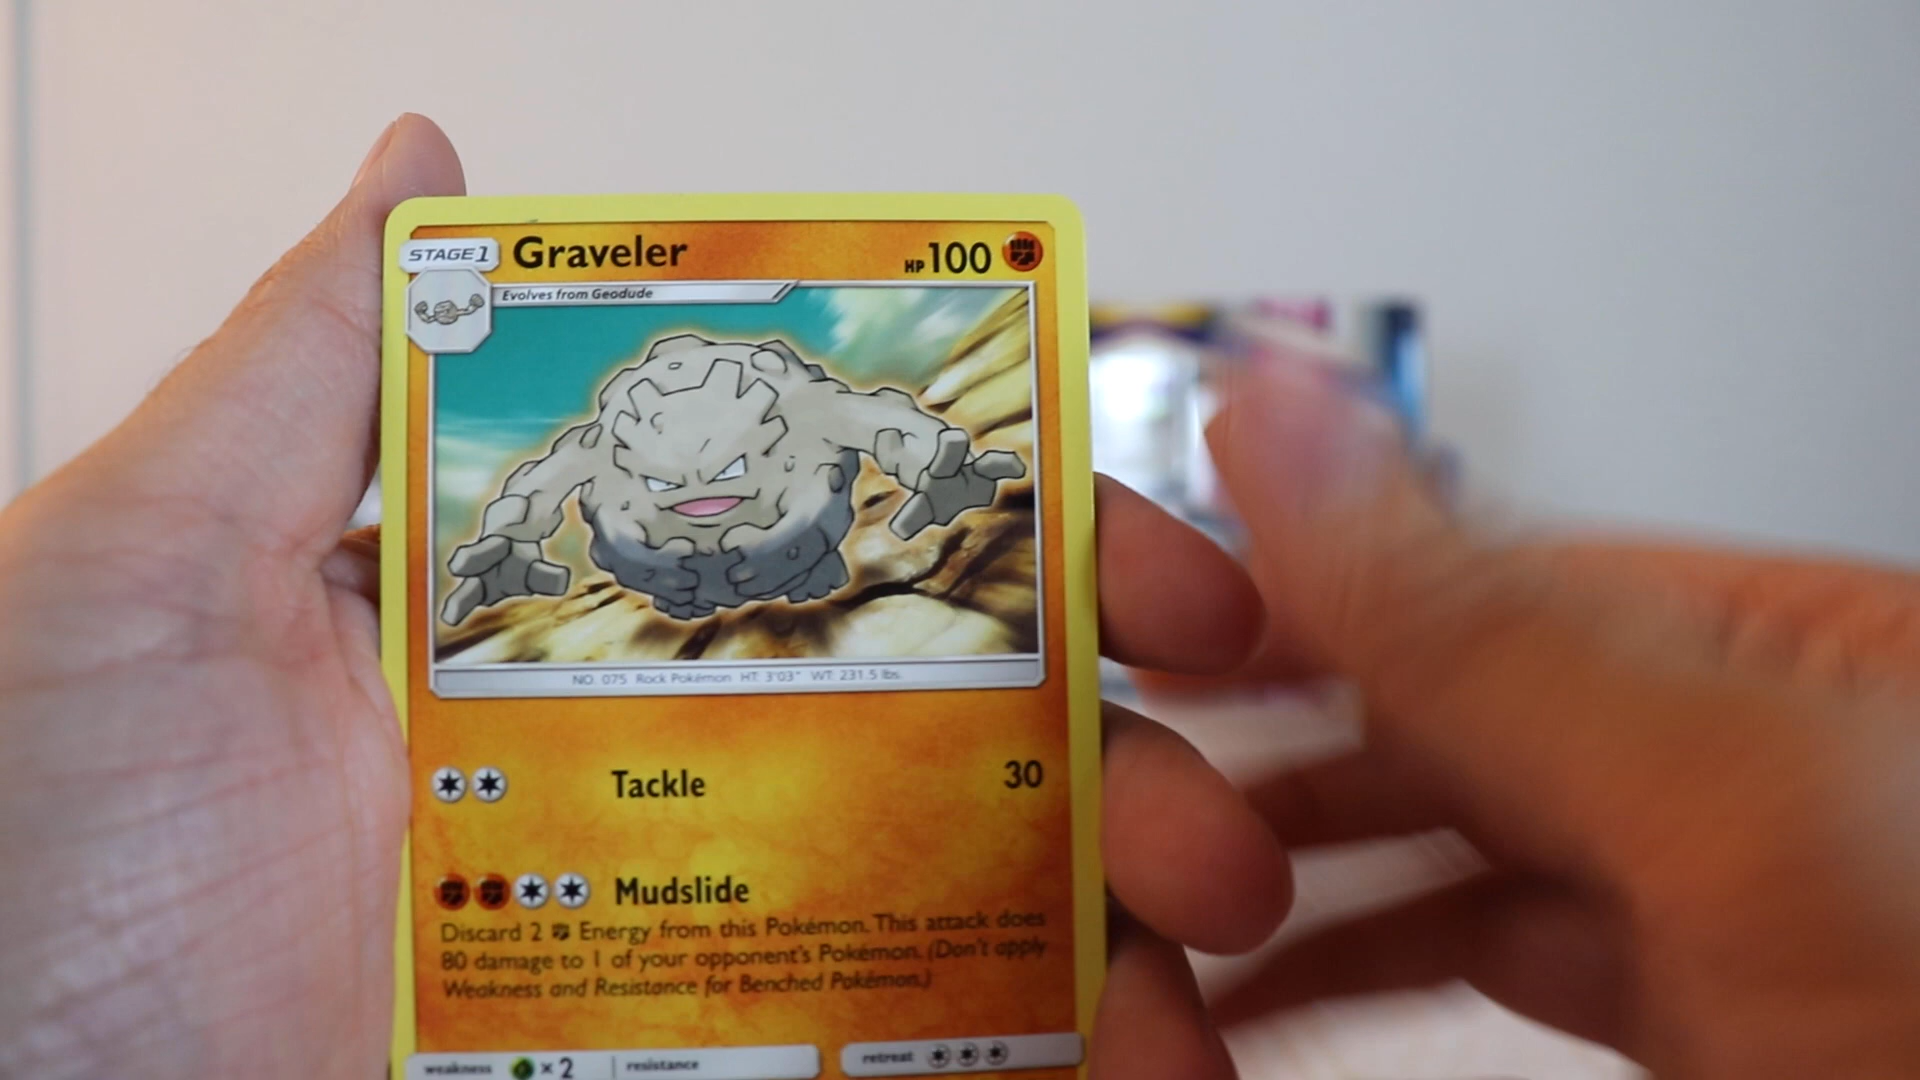 STAGE1 Graveler HP 100
Evolves from Geodude
NO. 075 Rock Pokémon HT: 3'03" WT: 231.5 lbs.
Tackle 30
Mudslide
Discard 2 Energy from this Pokémon. This attack does
80 damage to 1 of your opponent's Pokémon. (Don't apply
Weakness and Resistance for Benched Pokémon.)
weakness ×2 resistance retreat